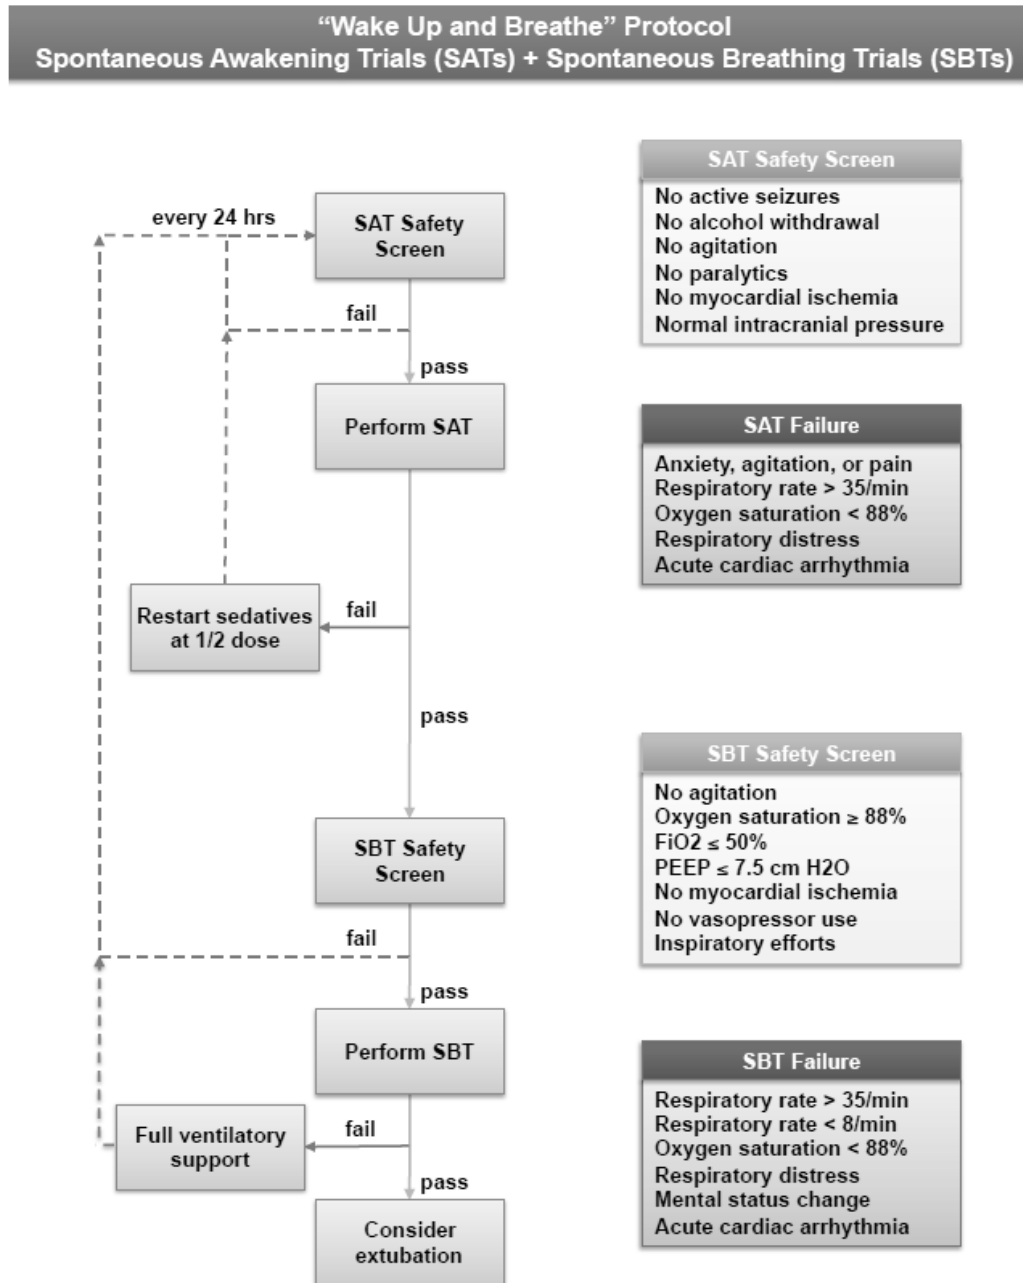 “Wake Up and Breathe” Protocol
Spontaneous Awakening Trials (SATs) + Spontaneous Breathing Trials (SBTs)
every 24 hrs
SAT Safety
Screen
fail
pass
Perform SAT
Restart sedatives
at 1/2 dose
fail
pass
SBT Safety
Screen
fail
pass
Perform SBT
Full ventilatory
support
fail
pass
Consider
extubation
SAT Safety Screen
No active seizures
No alcohol withdrawal
No agitation
No paralytics
No myocardial ischemia
Normal intracranial pressure
SAT Failure
Anxiety, agitation, or pain
Respiratory rate > 35/min
Oxygen saturation < 88%
Respiratory distress
Acute cardiac arrhythmia
SBT Safety Screen
No agitation
Oxygen saturation ≥ 88%
FiO2 ≤ 50%
PEEP ≤ 7.5 cm H2O
No myocardial ischemia
No vasopressor use
Inspiratory efforts
SBT Failure
Respiratory rate > 35/min
Respiratory rate < 8/min
Oxygen saturation < 88%
Respiratory distress
Mental status change
Acute cardiac arrhythmia